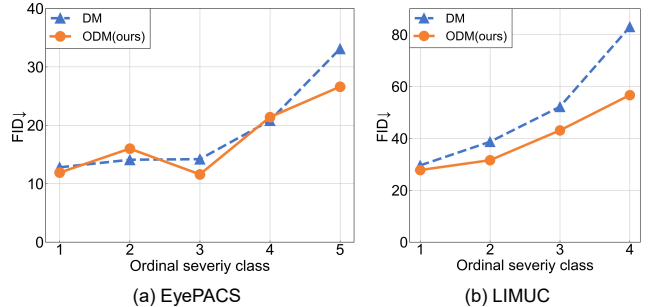 40
30
20
10
0
FID↓
DM
ODM(ours)
1 2 3 4 5
Ordinal severiy class
(a) EyePACS
80
60
40
20
0
FID↓
DM
ODM(ours)
1 2 3 4
Ordinal severiy class
(b) LIMUC